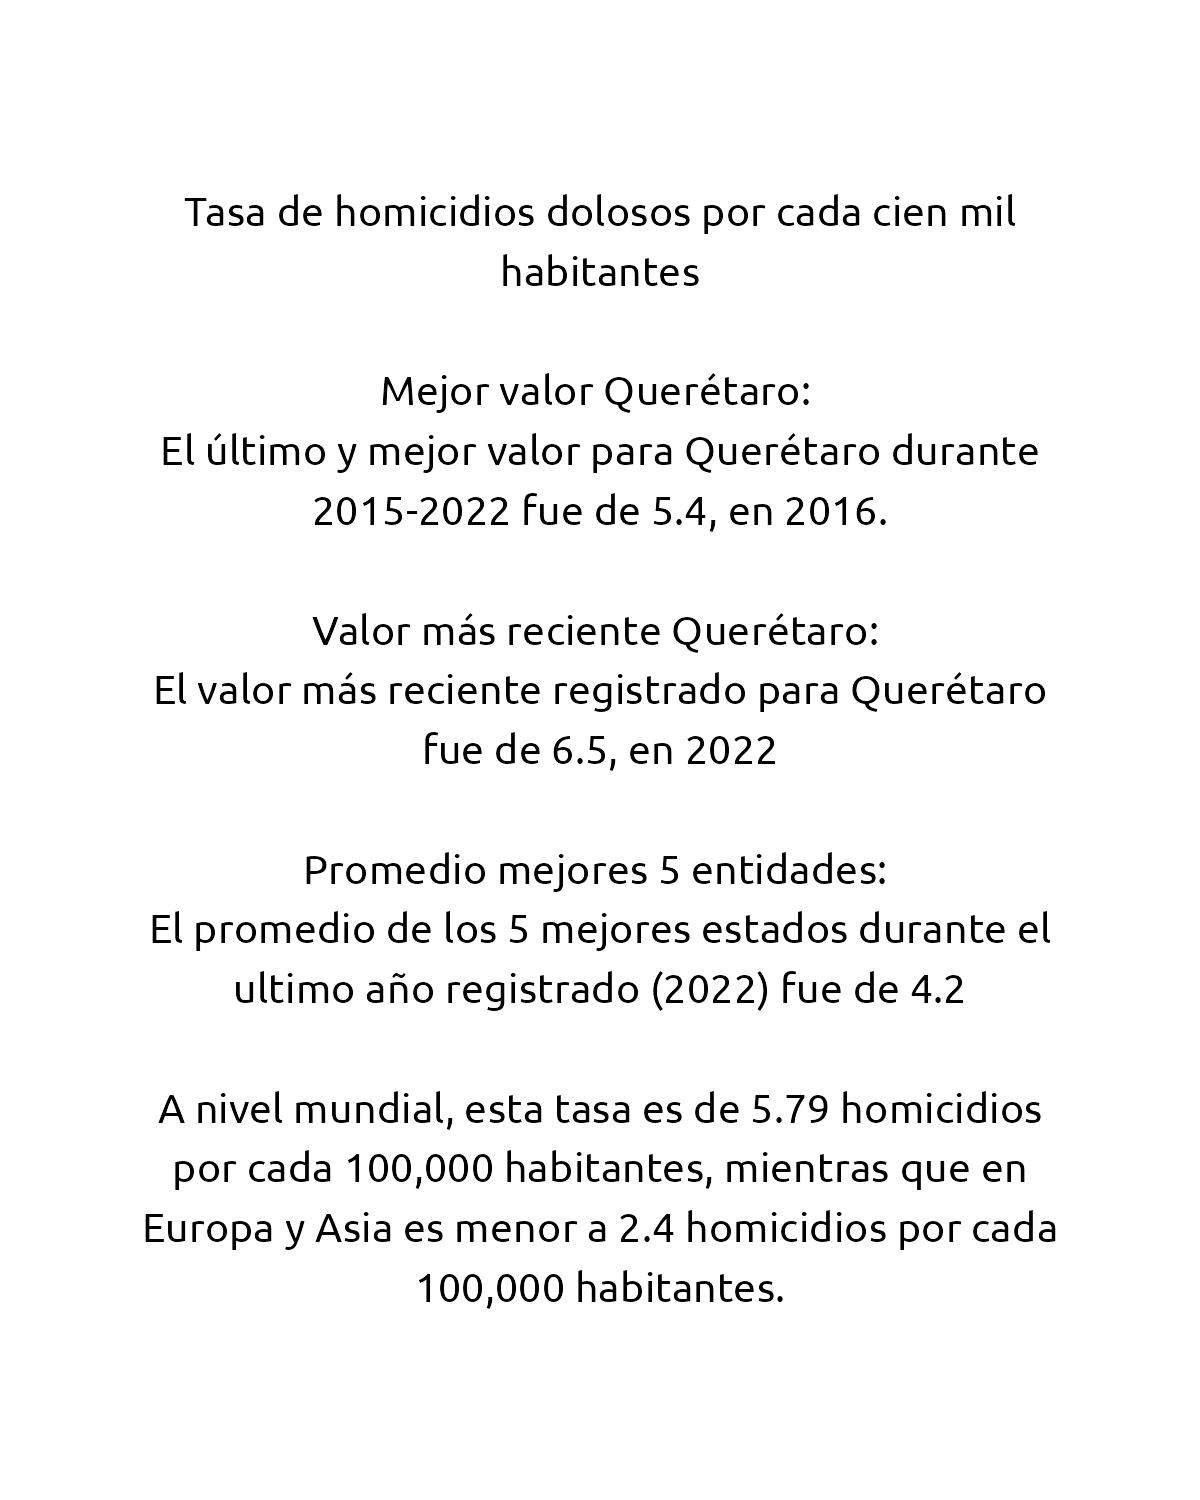 Tasa de homicidios dolosos por cada cien mil
habitantes
Mejor valor Querétaro:
El último y mejor valor para Querétaro durante
2015-2022 fue de 5.4, en 2016.
Valor más reciente Querétaro:
El valor más reciente registrado para Querétaro
fue de 6.5, en 2022
Promedio mejores 5 entidades:
El promedio de los 5 mejores estados durante el
ultimo año registrado (2022) fue de 4.2
A nivel mundial, esta tasa es de 5.79 homicidios
por cada 100,000 habitantes, mientras que en
Europa y Asia es menor a 2.4 homicidios por cada
100,000 habitantes.